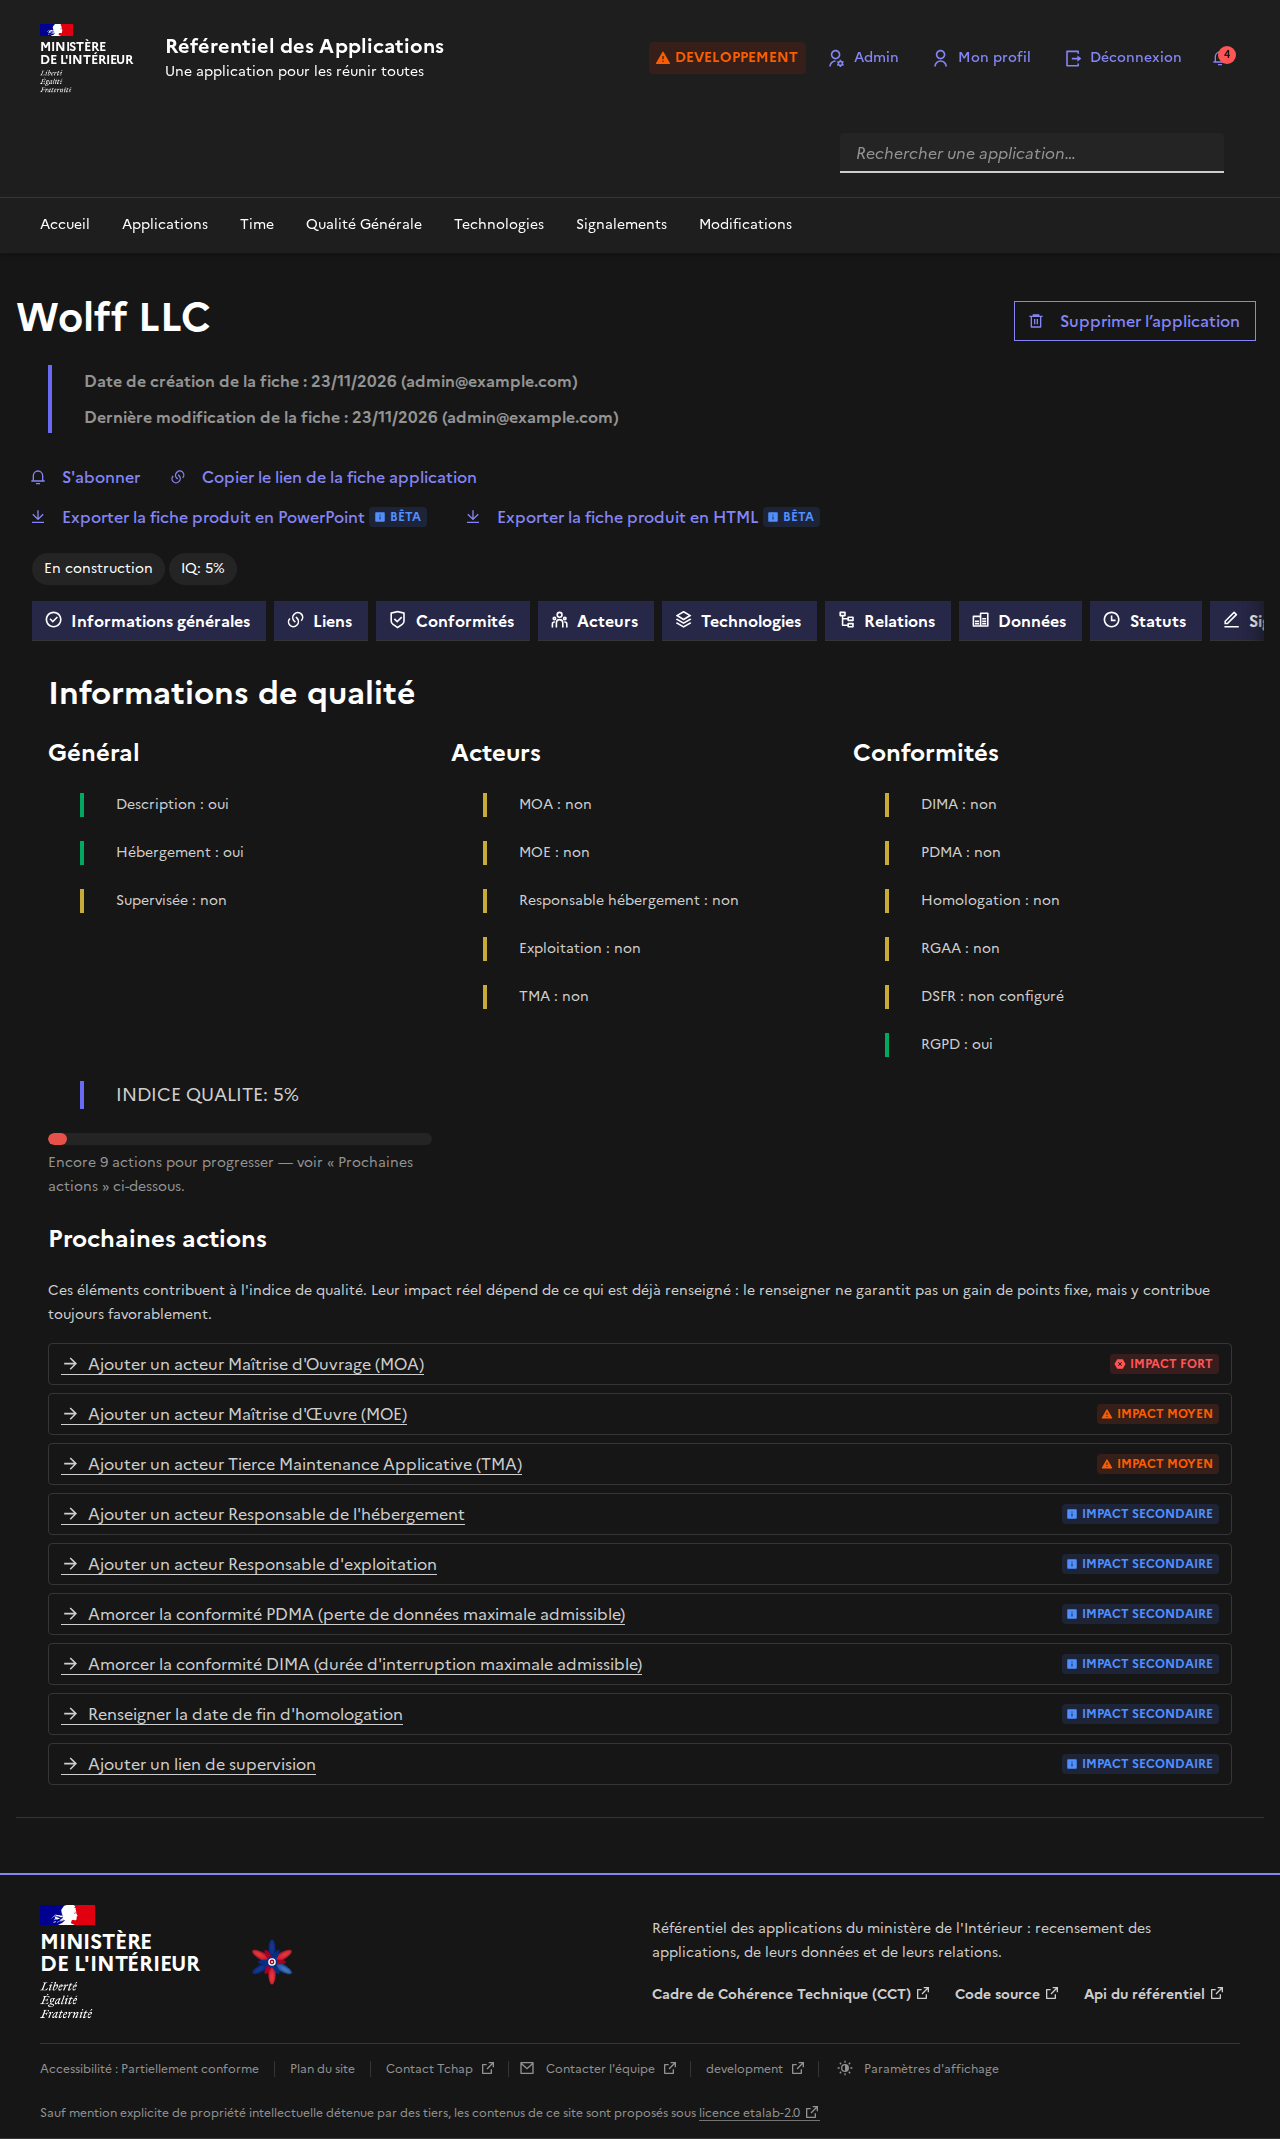 MINISTÈRE
DE L'INTÉRIEUR
Liberté
Égalité
Fraternité
Référentiel des Applications
Une application pour les réunir toutes
DEVELOPPEMENT
Admin
Mon profil
Déconnexion
4
Rechercher une application...
Accueil
Applications
Time
Qualité Générale
Technologies
Signalements
Modifications
Wolff LLC
Supprimer l’application
Date de création de la fiche : 23/11/2026 (admin@example.com)
Dernière modification de la fiche : 23/11/2026 (admin@example.com)
S'abonner
Copier le lien de la fiche application
Exporter la fiche produit en PowerPoint BÊTA
Exporter la fiche produit en HTML BÊTA
En construction
IQ: 5%
Informations générales
Liens
Conformités
Acteurs
Technologies
Relations
Données
Statuts
Informations de qualité
Général
Description : oui
Hébergement : oui
Supervisée : non
Acteurs
MOA : non
MOE : non
Responsable hébergement : non
Exploitation : non
TMA : non
Conformités
DIMA : non
PDMA : non
Homologation : non
RGAA : non
DSFR : non configuré
RGPD : oui
INDICE QUALITE: 5%
Encore 9 actions pour progresser — voir « Prochaines
actions » ci-dessous.
Prochaines actions
Ces éléments contribuent à l'indice de qualité. Leur impact réel dépend de ce qui est déjà renseigné : le renseigner ne garantit pas un gain de points fixe, mais y contribue
toujours favorablement.
Ajouter un acteur Maîtrise d'Ouvrage (MOA)
IMPACT FORT
Ajouter un acteur Maîtrise d'Œuvre (MOE)
IMPACT MOYEN
Ajouter un acteur Tierce Maintenance Applicative (TMA)
IMPACT MOYEN
Ajouter un acteur Responsable de l'hébergement
IMPACT SECONDAIRE
Ajouter un acteur Responsable d'exploitation
IMPACT SECONDAIRE
Amorcer la conformité PDMA (perte de données maximale admissible)
IMPACT SECONDAIRE
Amorcer la conformité DIMA (durée d'interruption maximale admissible)
IMPACT SECONDAIRE
Renseigner la date de fin d'homologation
IMPACT SECONDAIRE
Ajouter un lien de supervision
IMPACT SECONDAIRE
MINISTÈRE
DE L'INTÉRIEUR
Liberté
Égalité
Fraternité
Référentiel des applications du ministère de l'Intérieur : recensement des
applications, de leurs données et de leurs relations.
Cadre de Cohérence Technique (CCT)
Code source
Api du référentiel
Accessibilité : Partiellement conforme
Plan du site
Contact Tchap
Contacter l'équipe
development
Paramètres d'affichage
Sauf mention explicite de propriété intellectuelle détenue par des tiers, les contenus de ce site sont proposés sous licence etalab-2.0